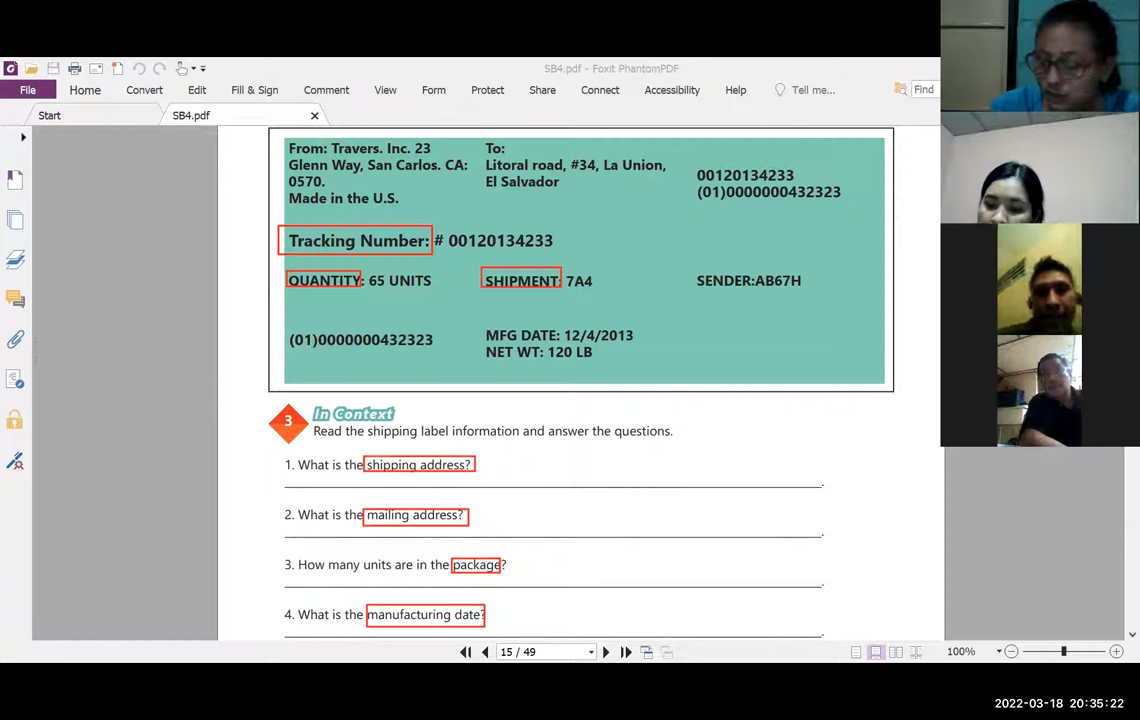 SB4.pdf - Foxit PhantomPDF
File Home Convert Edit Fill & Sign Comment View Form Protect Share Connect Accessibility Help Tell me... Find
Start SB4.pdf
From: Travers. Inc. 23
Glenn Way, San Carlos. CA:
0570.
Made in the U.S.
To:
Litoral road, #34, La Union,
El Salvador
00120134233
(01)0000000432323
Tracking Number: # 00120134233
QUANTITY: 65 UNITS SHIPMENT: 7A4 SENDER:AB67H
(01)0000000432323
MFG DATE: 12/4/2013
NET WT: 120 LB
3 In Context
Read the shipping label information and answer the questions.
1. What is the shipping address?
2. What is the mailing address?
3. How many units are in the package?
4. What is the manufacturing date?
15 / 49
100%
2022-03-18 20:35:22